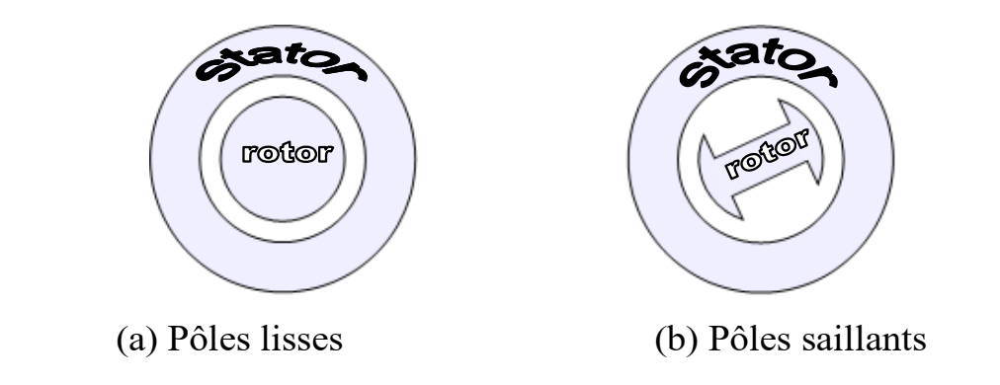 Stator
Stator
rotor
rotor
(a) Pôles lisses
(b) Pôles saillants